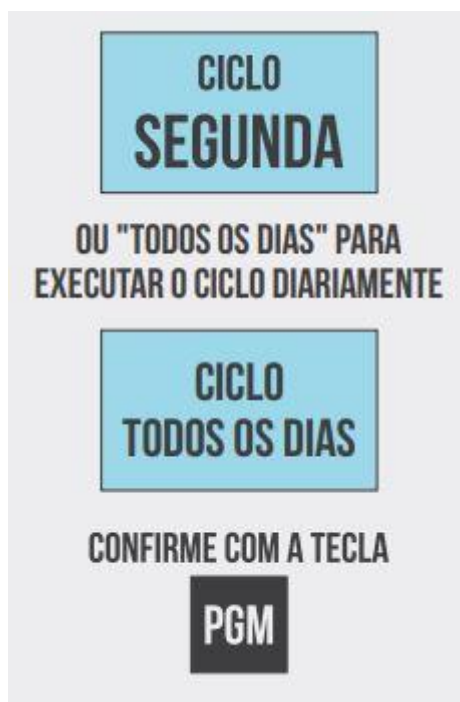 CICLO
SEGUNDA
OU "TODOS OS DIAS" PARA
EXECUTAR O CICLO DIARIAMENTE
CICLO
TODOS OS DIAS
CONFIRME COM A TECLA
PGM